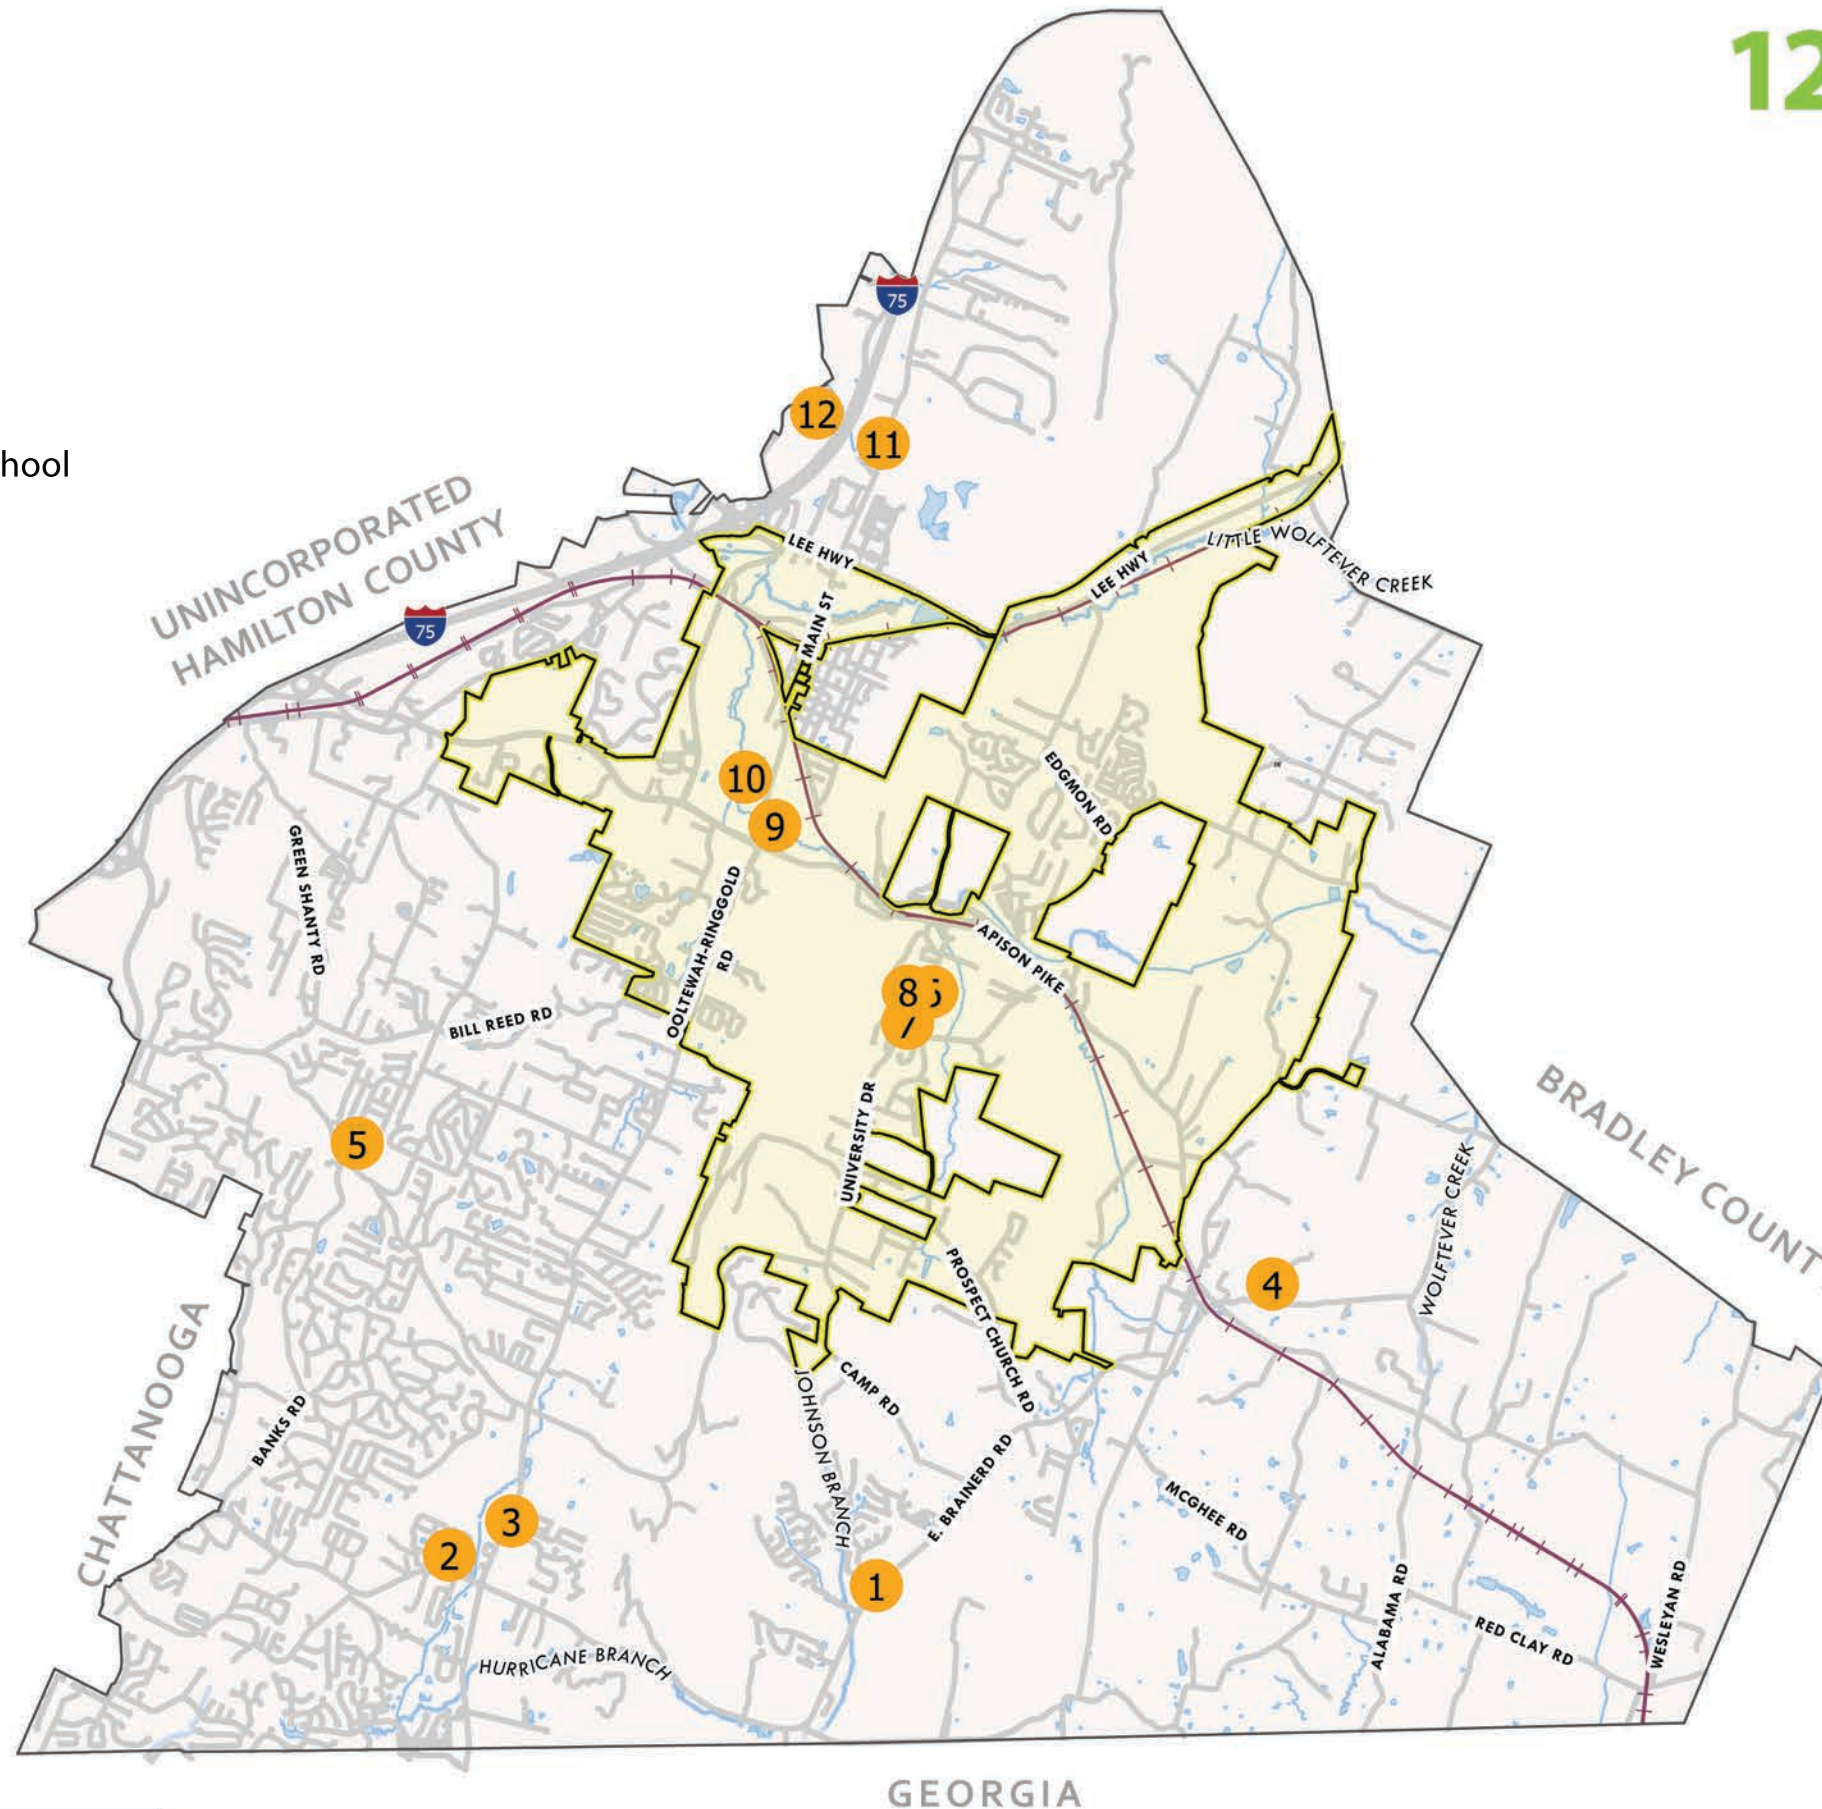 12
75
12
11
hool
UNINCORPORATED
HAMILTON COUNTY
LEE HWY
LITTLE WOLFTEVER CREEK
LEE HWY
75
MAIN ST
10
9
EDGMON RD
GREEN SHANTY RD
OOLTEWAH-RINGGOLD
RD
APISON PIKE
8
BILL REED RD
5
UNIVERSITY DR
BRADLEY COUNT
WOLFTEVER CREEK
4
PROSPECT CHURCH RD
CAMP RD
JOHNSON BRANCH
CHATTANOOGA
BANKS RD
E. BRAINERD RD
MCGHEE RD
3
2
1
ALABAMA RD
RED CLAY RD
WESLEYAN RD
HURRICANE BRANCH
GEORGIA